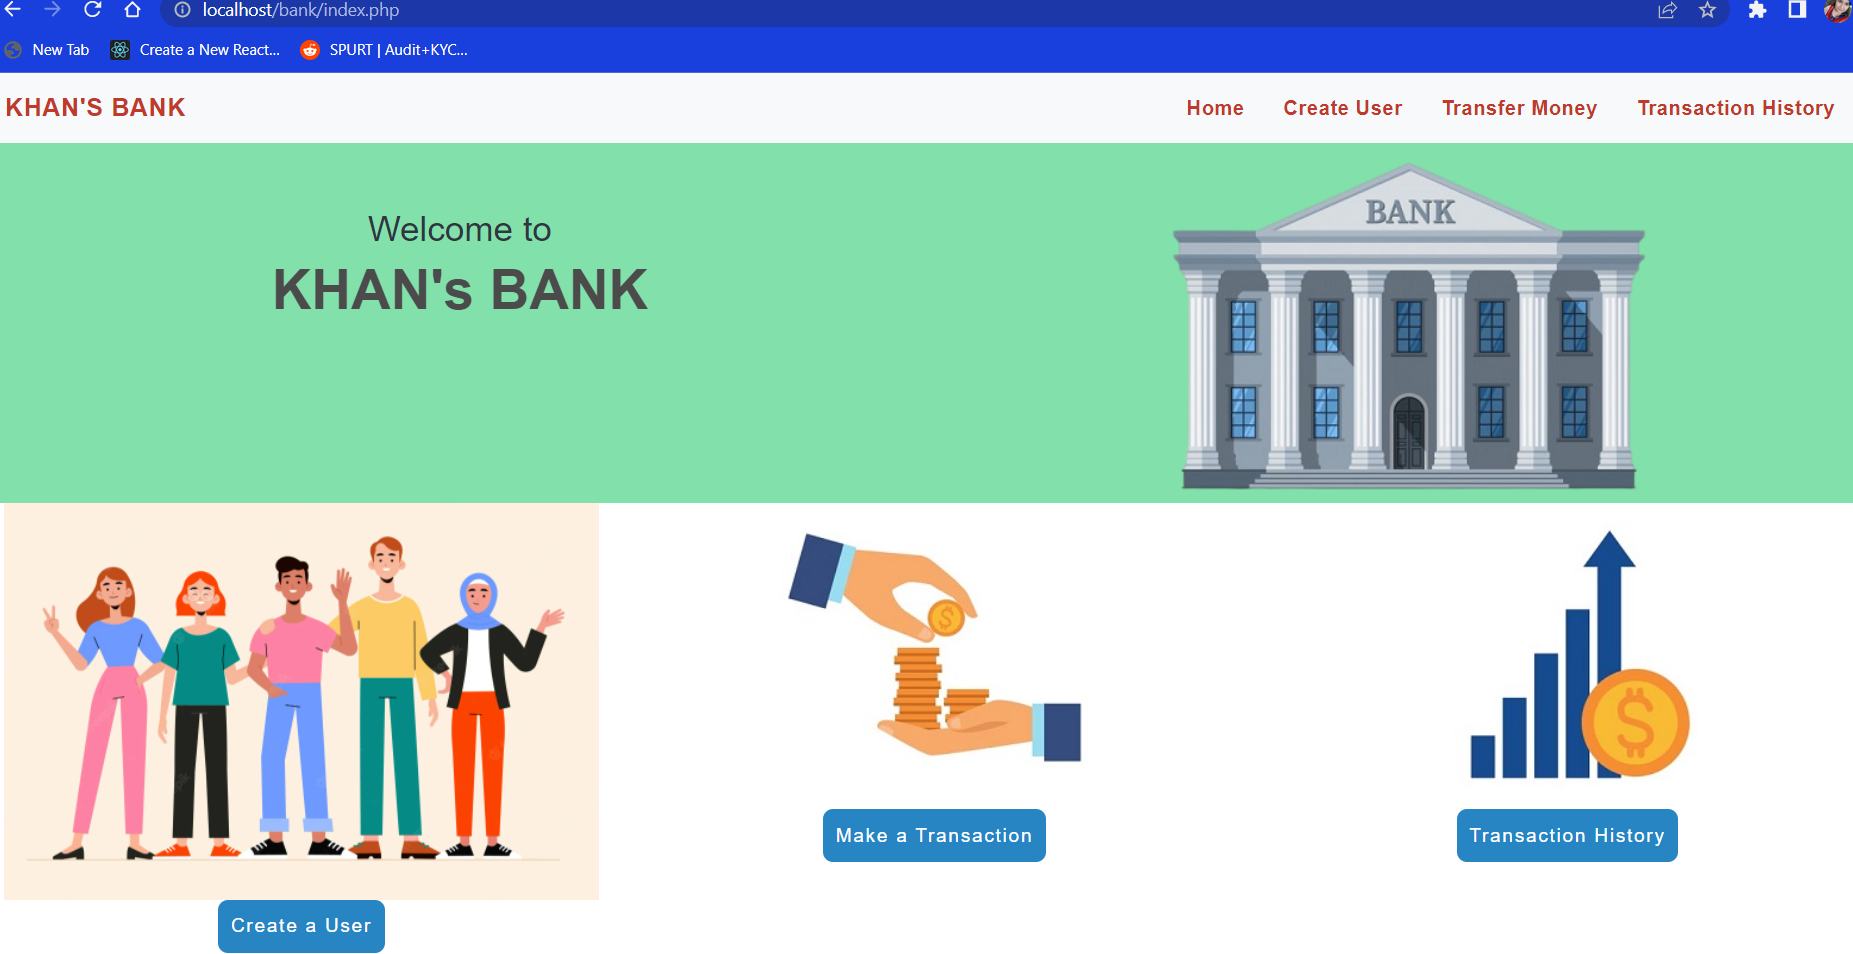 localhost/bank/index.php
New Tab
Create a New React...
SPURT | Audit+KYC...
KHAN'S BANK
Home
Create User
Transfer Money
Transaction History
Welcome to
KHAN's BANK
BANK
Make a Transaction
Transaction History
Create a User